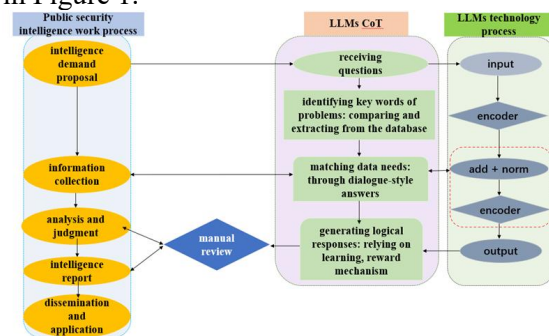 in Figure 1.
Public security
intelligence work process
LLMs CoT
LLMs technology
process
intelligence
demand
proposal
receiving
questions
input
identifying key words of
problems: comparing and
extracting from the database
encoder
information
collection
matching data needs:
through dialogue-style
answers
add + norm
analysis and
judgment
manual
review
generating logical
responses: relying on
learning, reward
mechanism
encoder
intelligence
report
output
dissemination
and
application